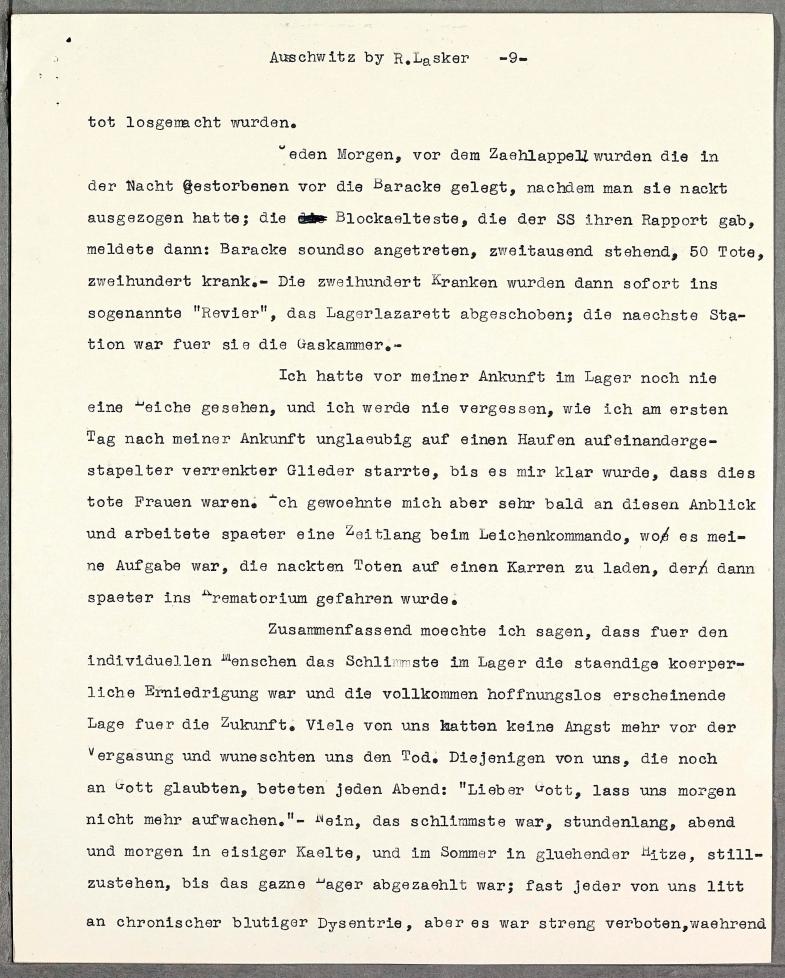 Auschwitz by R.Lasker -9-
tot losgemacht wurden.
Jeden Morgen, vor dem Zaehlappell wurden die in
der Nacht Gestorbenen vor die Baracke gelegt, nachdem man sie nackt
ausgezogen hatte; die Blockaelteste, die der SS ihren Rapport gab,
meldete dann: Baracke soundso angetreten, zweitausend stehend, 50 Tote,
zweihundert krank.- Die zweihundert Kranken wurden dann sofort ins
sogenannte "Revier", das Lagerlazarett abgeschoben; die naechste Sta-
tion war fuer sie die Gaskammer.-
Ich hatte vor meiner Ankunft im Lager noch nie
eine Leiche gesehen, und ich werde nie vergessen, wie ich am ersten
Tag nach meiner Ankunft unglaeubig auf einen Haufen aufeinanderge-
stapelter verrenkter Glieder starrte, bis es mir klar wurde, dass dies
tote Frauen waren. Ich gewoehnte mich aber sehr bald an diesen Anblick
und arbeitete spaeter eine Zeitlang beim Leichenkommando, wo es mei-
ne Aufgabe war, die nackten Toten auf einen Karren zu laden, der dann
spaeter ins Krematorium gefahren wurde.
Zusammenfassend moechte ich sagen, dass fuer den
individuellen Menschen das Schlimmste im Lager die staendige koerper-
liche Erniedrigung war und die vollkommen hoffnungslos erscheinende
Lage fuer die Zukunft. Viele von uns hatten keine Angst mehr vor der
Vergasung und wuneschten uns den Tod. Diejenigen von uns, die noch
an Gott glaubten, beteten jeden Abend: "Lieber Gott, lass uns morgen
nicht mehr aufwachen."- Nein, das schlimmste war, stundenlang, abend
und morgen in eisiger Kaelte, und im Sommer in gluehender Hitze, still-
zustehen, bis das gazne Lager abgezaehlt war; fast jeder von uns litt
an chronischer blutiger Dysentrie, aber es war streng verboten,waehrend